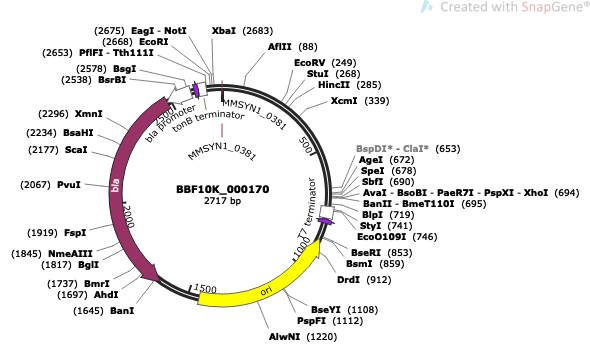 Created with SnapGene®
(2675) EagI - NotI
(2668) EcoRI
(2653) PflFI - Tth111I
(2578) BsgI
(2538) BsrBI
(2296) XmnI
(2234) BsaHI
(2177) ScaI
(2067) PvuI
(1919) FspI
(1845) NmeAIII
(1817) BglI
(1737) BmrI
(1697) AhdI
(1645) BanI
XbaI (2683)
AflII (88)
EcoRV (249)
StuI (268)
HincII (285)
XcmI (339)
BspDI* - ClaI* (653)
AgeI (672)
SpeI (678)
SbfI (690)
AvaI - BsoBI - PaeR7I - PspXI - XhoI (694)
BanII - BmeT110I (695)
BlpI (719)
StyI (741)
EcoO109I (746)
BseRI (853)
BsmI (859)
DrdI (912)
BseYI (1108)
PspFI (1112)
AlwNI (1220)
bla promoter
tonB terminator
MMSYN1_0381
MMSYN1_0381
BBF10K_000170
2717 bp
T7 terminator
bla
ori
500
1000
1500
2000
2500